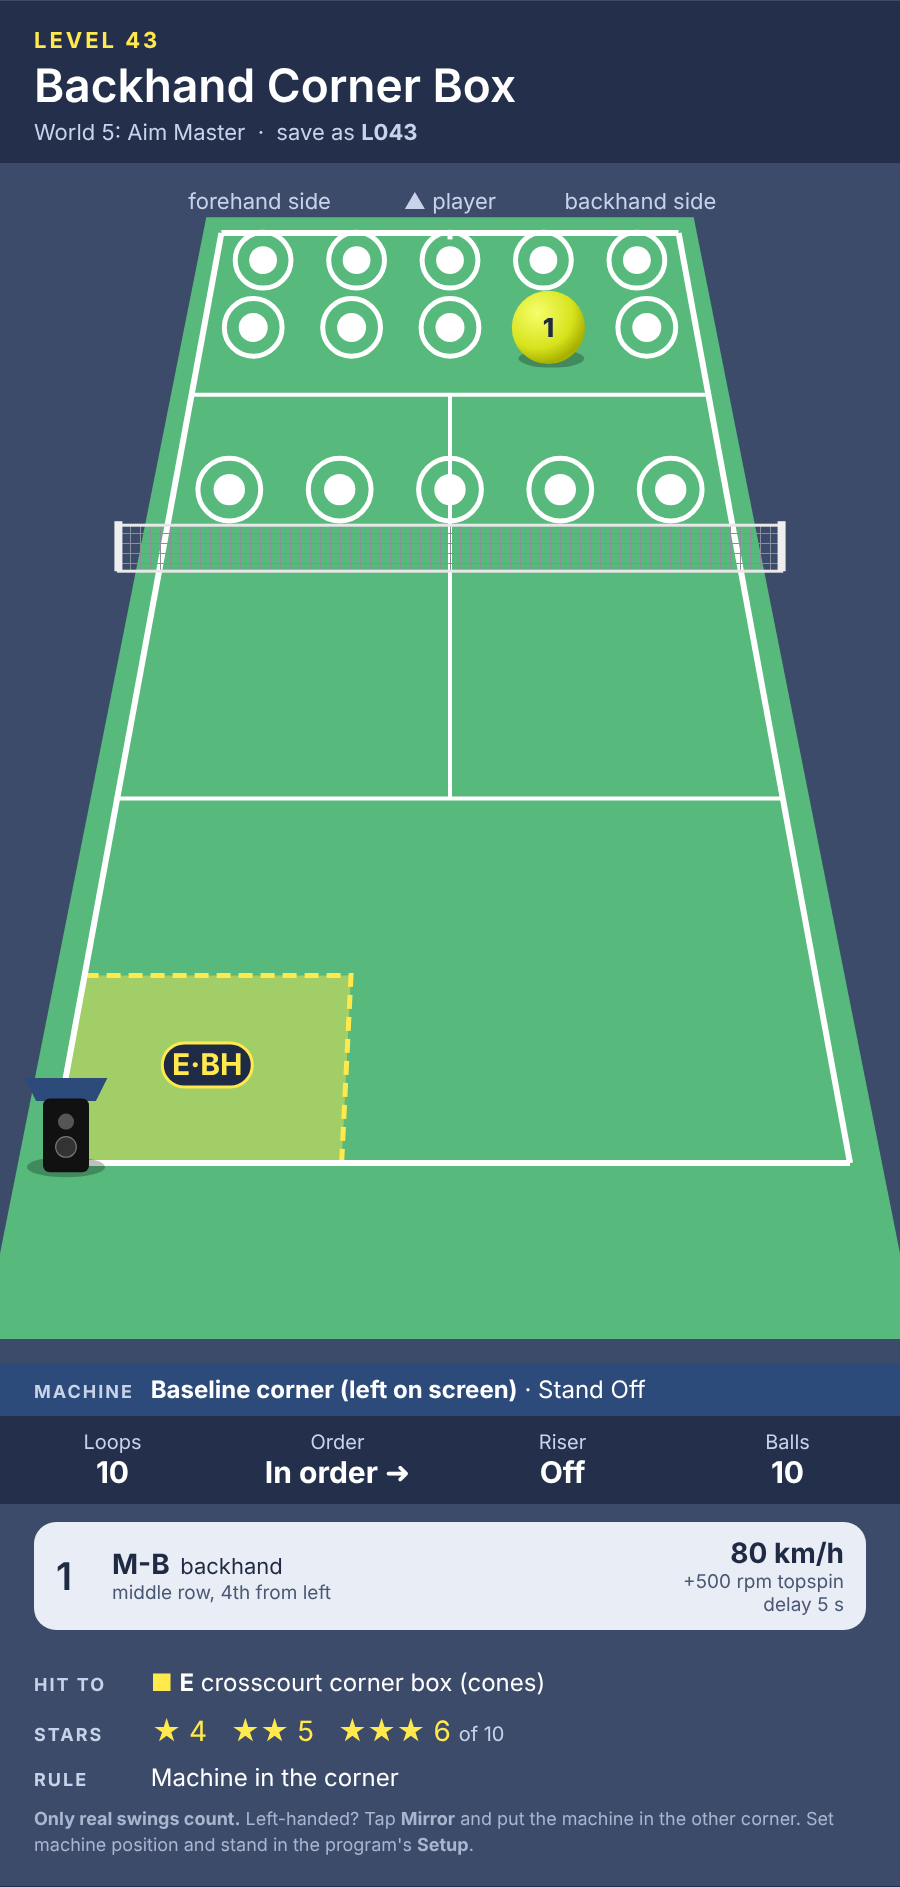 LEVEL 43
Backhand Corner Box
World 5: Aim Master · save as L043
forehand side ▲ player backhand side
1
E·BH
MACHINE Baseline corner (left on screen) · Stand Off
Loops Order Riser Balls
10 In order ➜ Off 10
1 M-B backhand 80 km/h
middle row, 4th from left +500 rpm topspin
delay 5 s
HIT TO ■ E crosscourt corner box (cones)
STARS ★ 4 ★★ 5 ★★★ 6 of 10
RULE Machine in the corner
Only real swings count. Left-handed? Tap Mirror and put the machine in the other corner. Set
machine position and stand in the program's Setup.